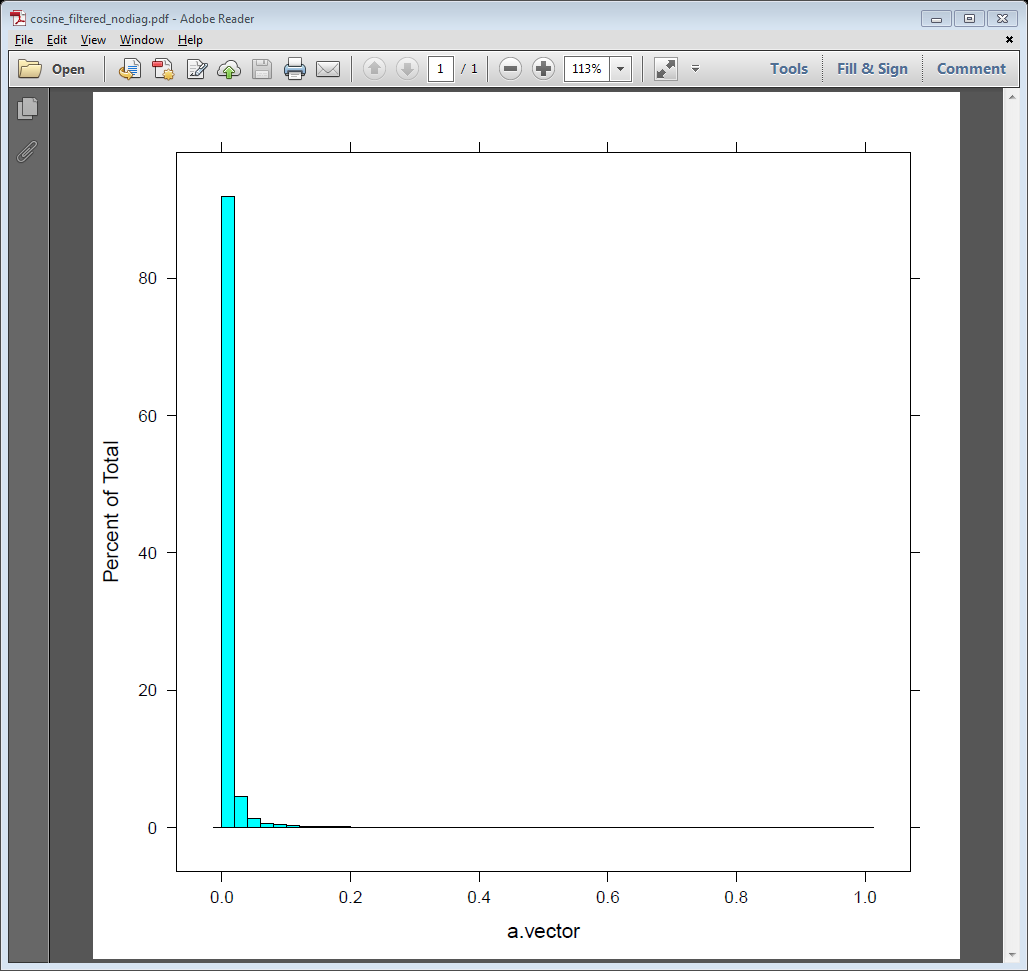 cosine_filtered_nodiag.pdf - Adobe Reader
File Edit View Window Help
Open 1 / 1 113% Tools Fill & Sign Comment
80
60
40
20
0
Percent of Total
0.0 0.2 0.4 0.6 0.8 1.0
a.vector